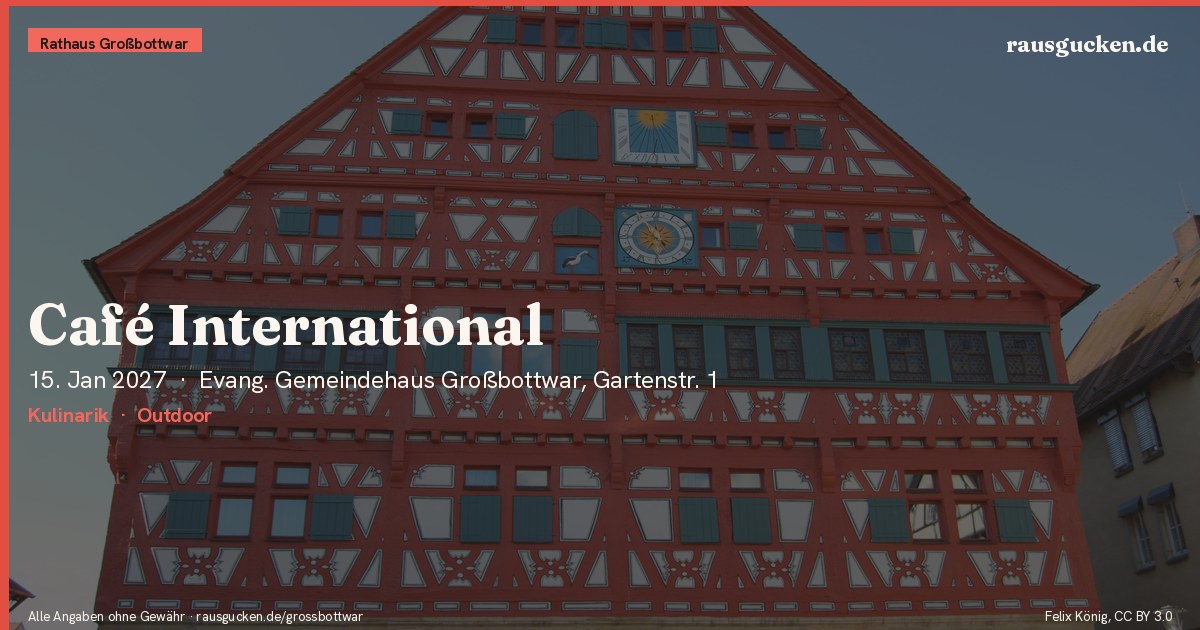 Rathaus Großbottwar
rausgucken.de
Café International
15. Jan 2027 · Evang. Gemeindehaus Großbottwar, Gartenstr. 1
Kulinarik · Outdoor
Alle Angaben ohne Gewähr · rausgucken.de/grossbottwar
Felix König, CC BY 3.0